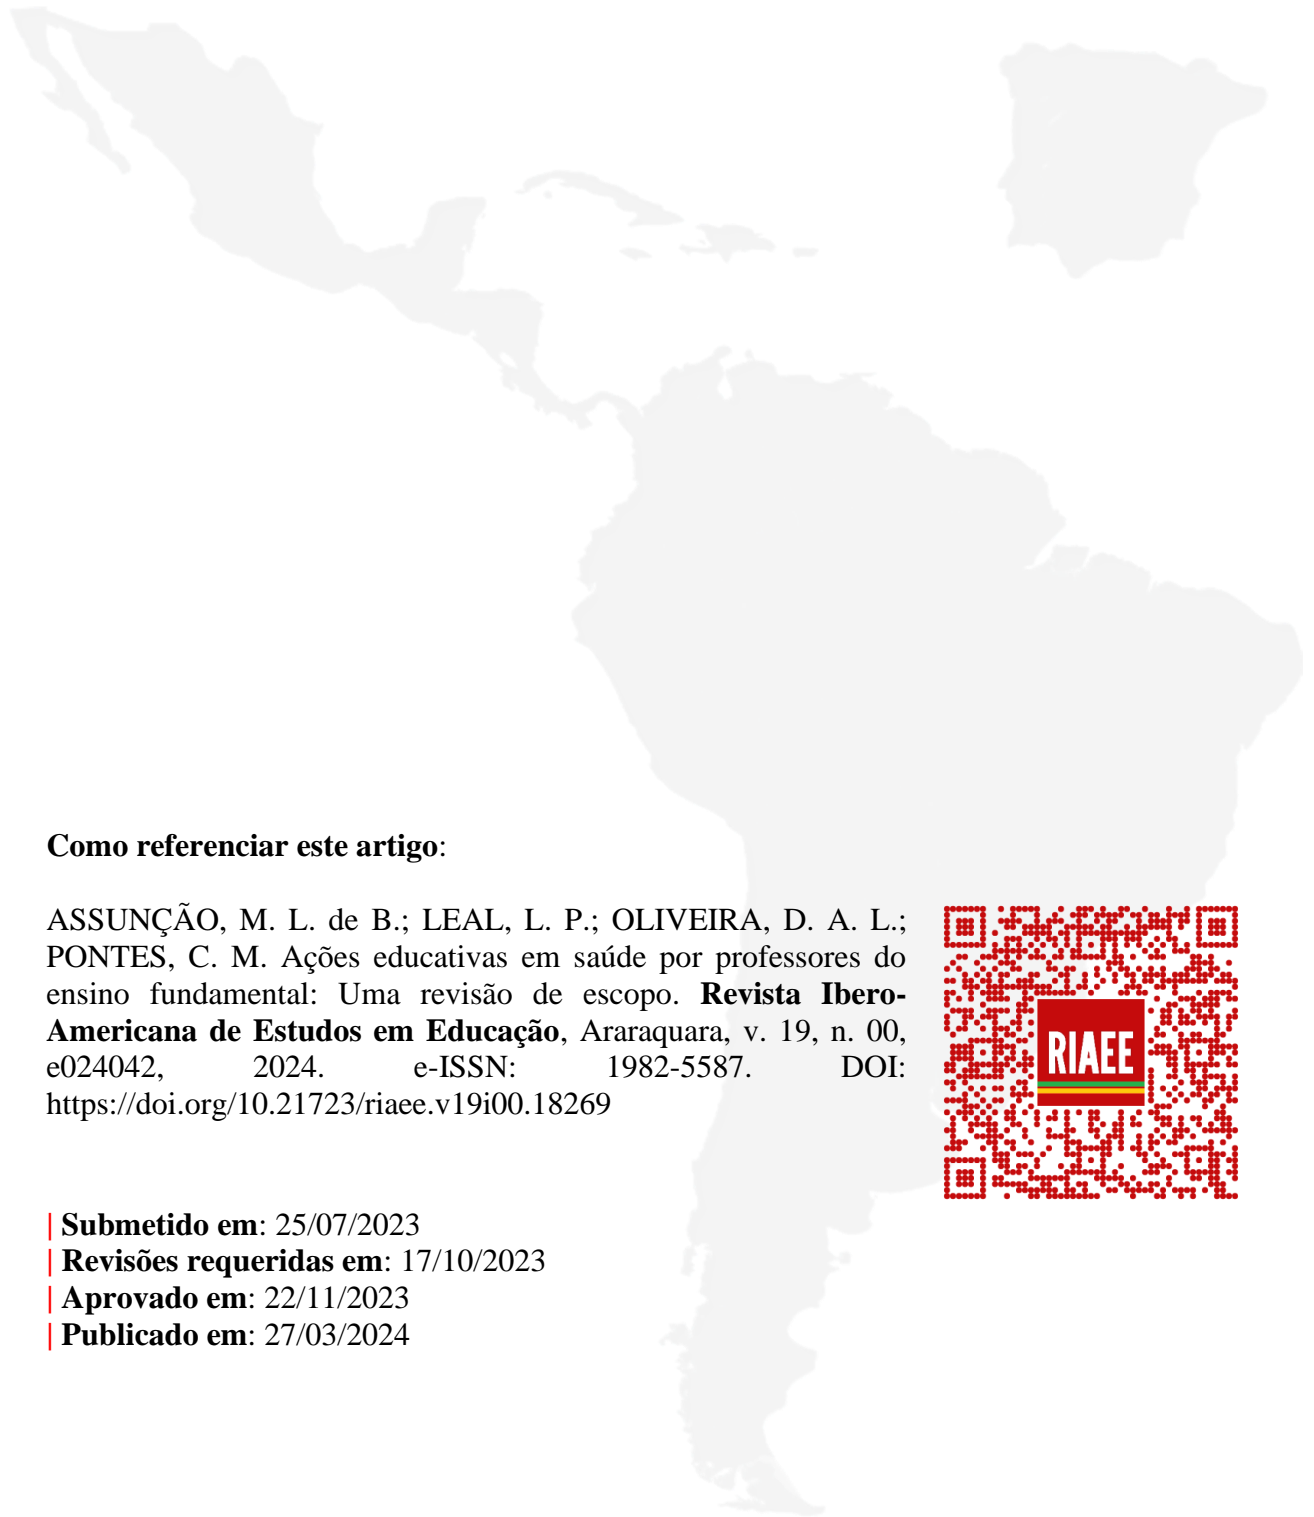 Como referenciar este artigo:
ASSUNÇÃO, M. L. de B.; LEAL, L. P.; OLIVEIRA, D. A. L.;
PONTES, C. M. Ações educativas em saúde por professores do
ensino fundamental: Uma revisão de escopo. Revista Ibero-
Americana de Estudos em Educação, Araraquara, v. 19, n. 00,
e024042, 2024. e-ISSN: 1982-5587. DOI:
https://doi.org/10.21723/riaee.v19i00.18269
RIAEE
| Submetido em: 25/07/2023
| Revisões requeridas em: 17/10/2023
| Aprovado em: 22/11/2023
| Publicado em: 27/03/2024